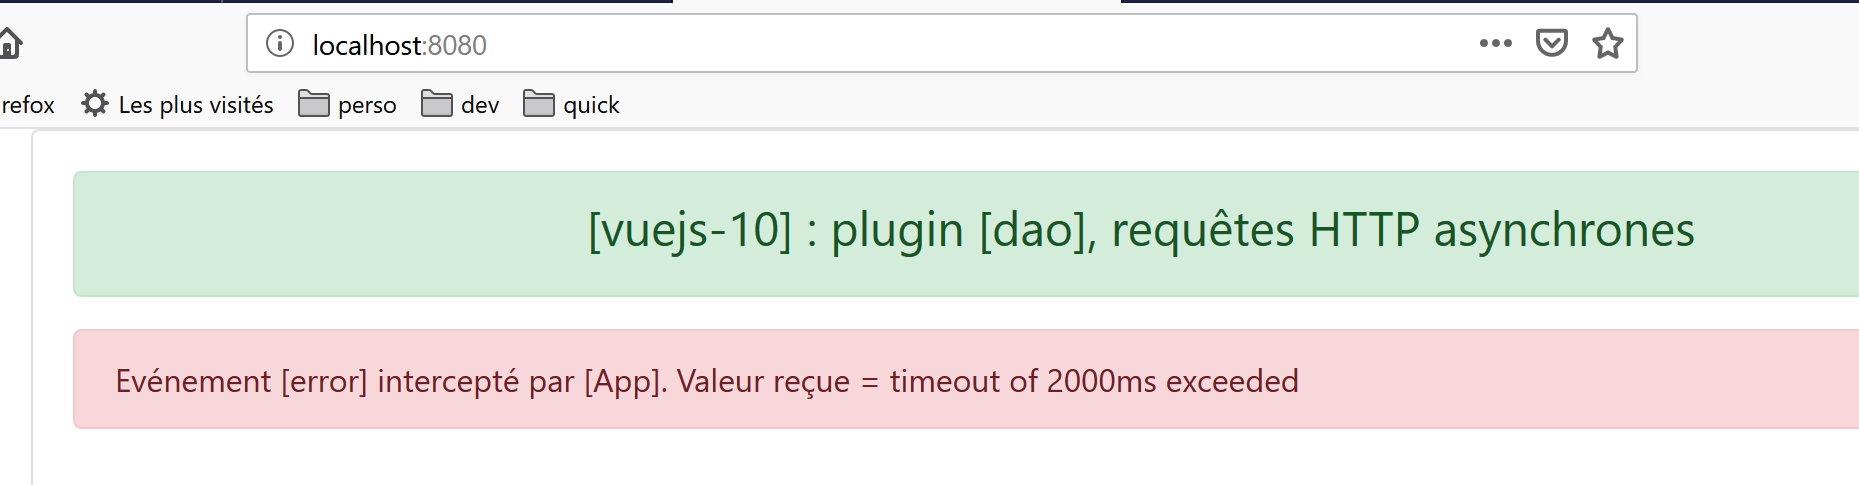 localhost:8080
refox Les plus visités perso dev quick
[vuejs-10] : plugin [dao], requêtes HTTP asynchrones
Evénement [error] intercepté par [App]. Valeur reçue = timeout of 2000ms exceeded